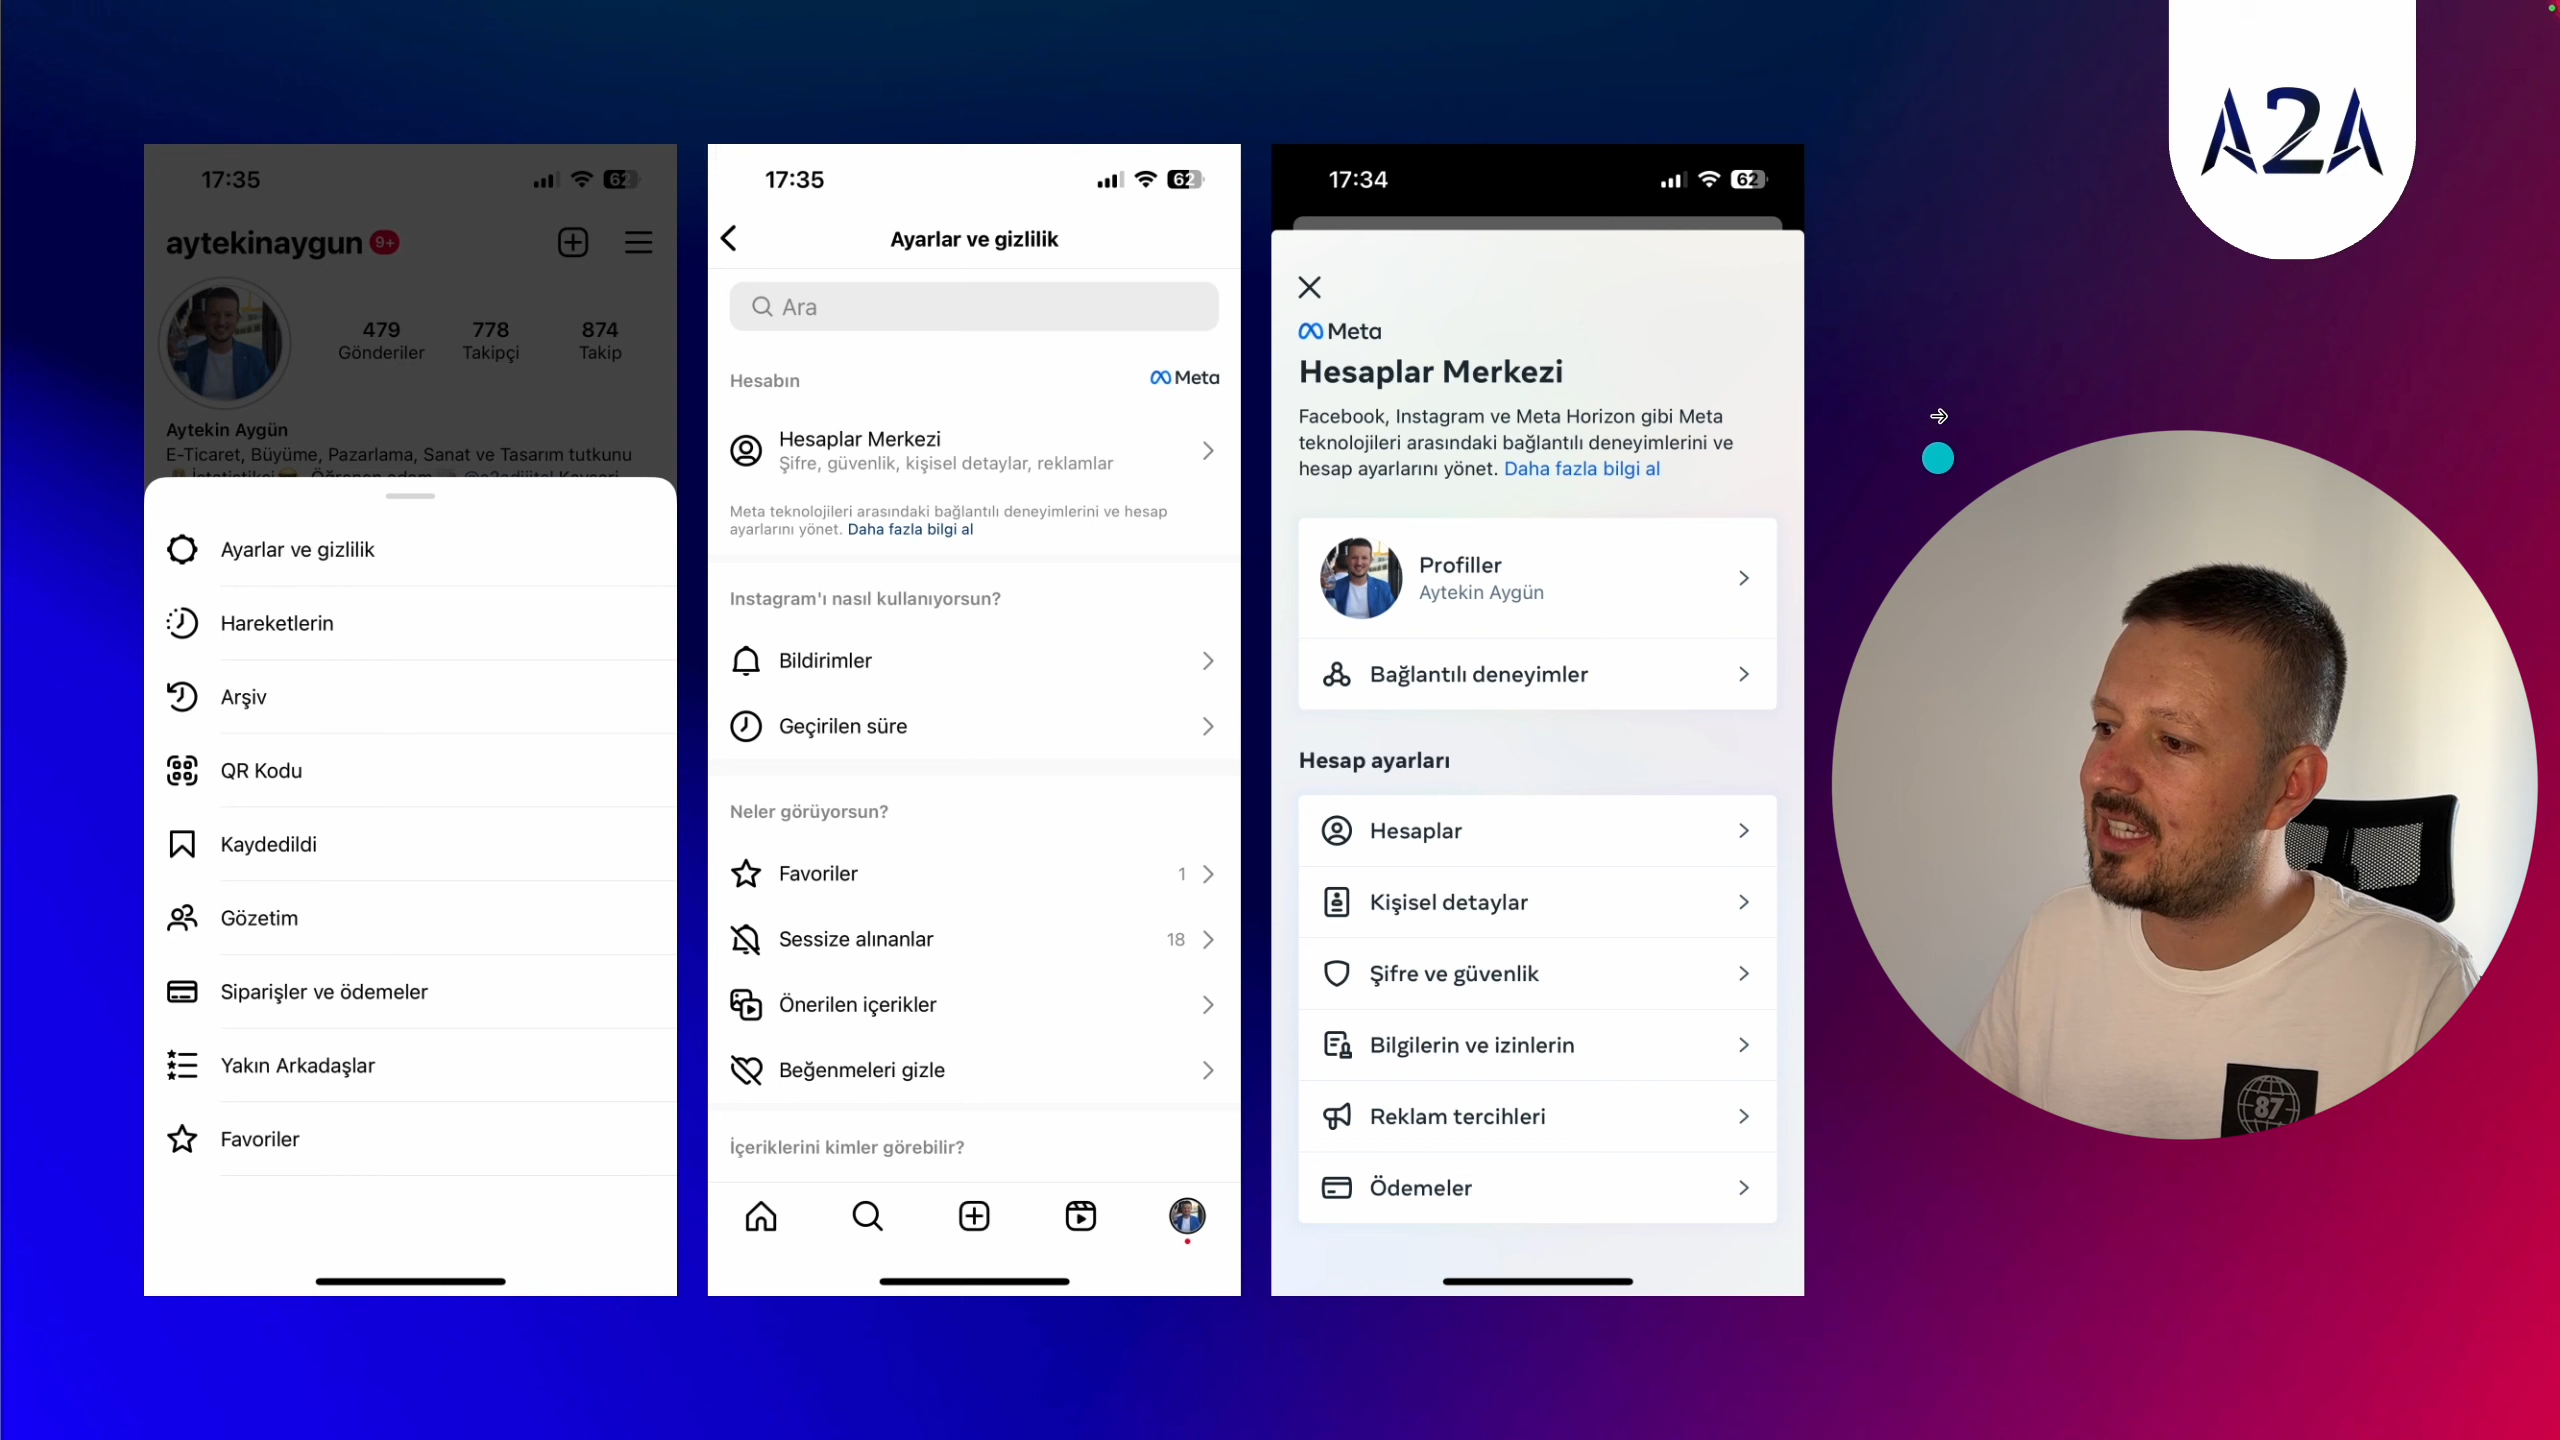 17:35
62
aytekinaygun 9+
479
778
874
Gönderiler
Takipçi
Takip
Aytekin Aygün
E-Ticaret, Büyüme, Pazarlama, Sanat ve Tasarım tutkunu
Ayarlar ve gizlilik
Hareketlerin
Arşiv
QR Kodu
Kaydedildi
Gözetim
Siparişler ve ödemeler
Yakın Arkadaşlar
Favoriler
17:35
62
Ayarlar ve gizlilik
Ara
Hesabın
Meta
Hesaplar Merkezi
Şifre, güvenlik, kişisel detaylar, reklamlar
Meta teknolojileri arasındaki bağlantılı deneyimlerini ve hesap
ayarlarını yönet. Daha fazla bilgi al
Instagram'ı nasıl kullanıyorsun?
Bildirimler
Geçirilen süre
Neler görüyorsun?
Favoriler 1
Sessize alınanlar 18
Önerilen içerikler
Beğenmeleri gizle
İçeriklerini kimler görebilir?
17:34
62
Meta
Hesaplar Merkezi
Facebook, Instagram ve Meta Horizon gibi Meta
teknolojileri arasındaki bağlantılı deneyimlerini ve
hesap ayarlarını yönet. Daha fazla bilgi al
Profiller
Aytekin Aygün
Bağlantılı deneyimler
Hesap ayarları
Hesaplar
Kişisel detaylar
Şifre ve güvenlik
Bilgilerin ve izinlerin
Reklam tercihleri
Ödemeler
A2A
87